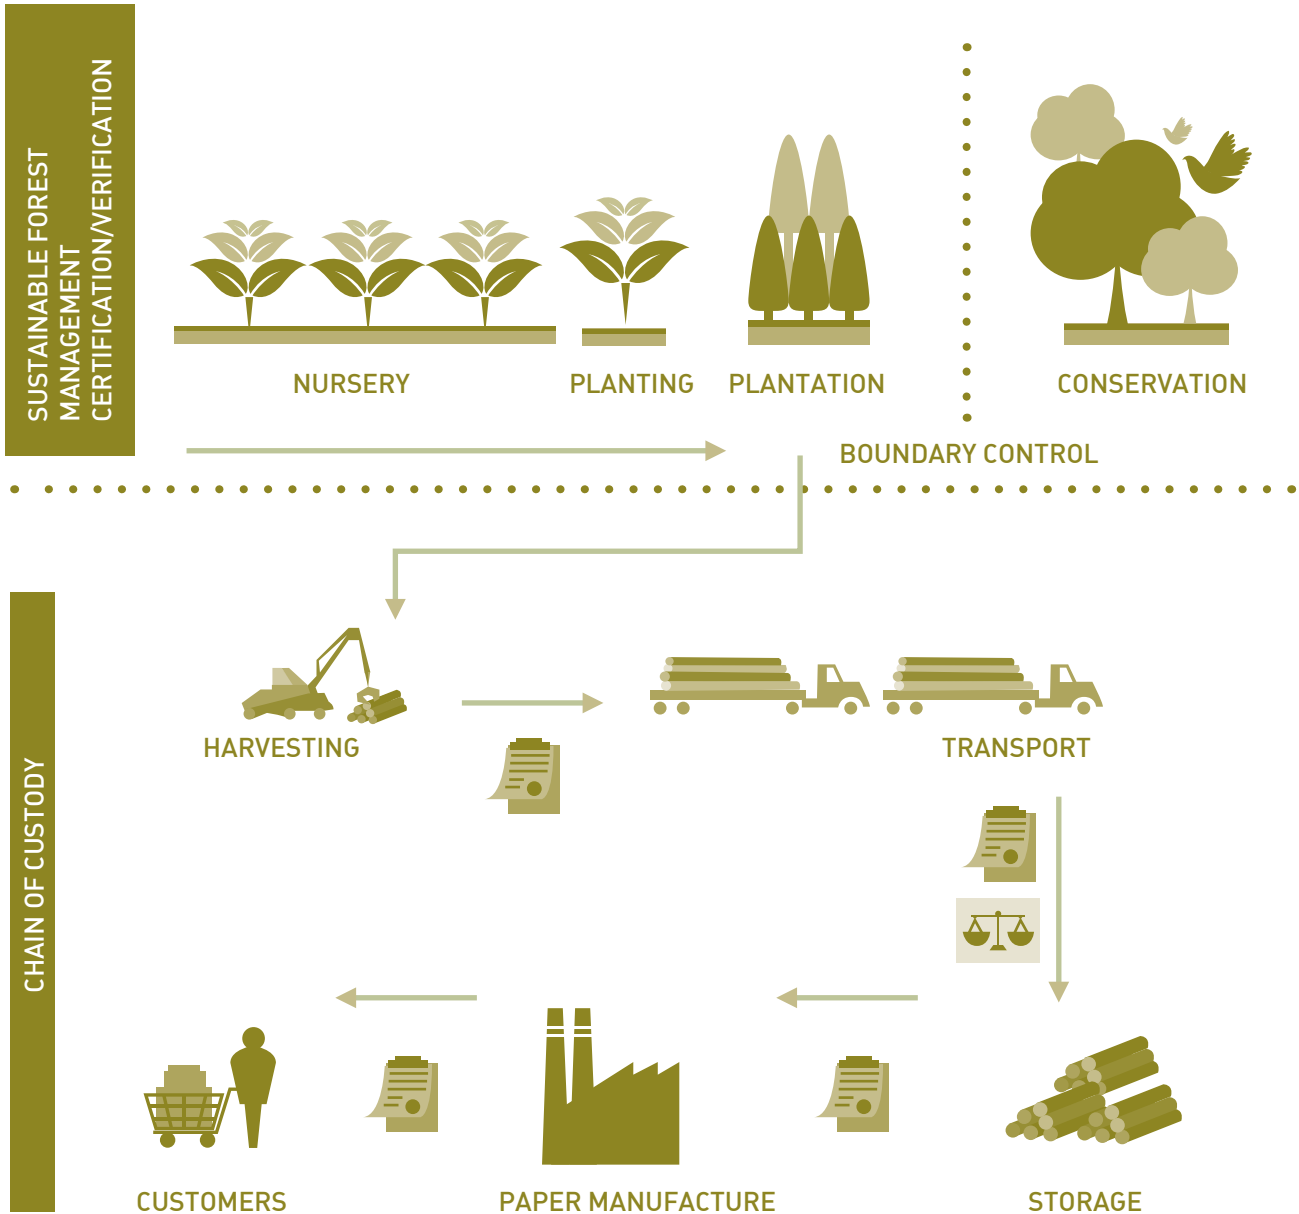 SUSTAINABLE FOREST
MANAGEMENT
CERTIFICATION/VERIFICATION
NURSERY
PLANTING
PLANTATION
CONSERVATION
BOUNDARY CONTROL
CHAIN OF CUSTODY
HARVESTING
TRANSPORT
CUSTOMERS
PAPER MANUFACTURE
STORAGE